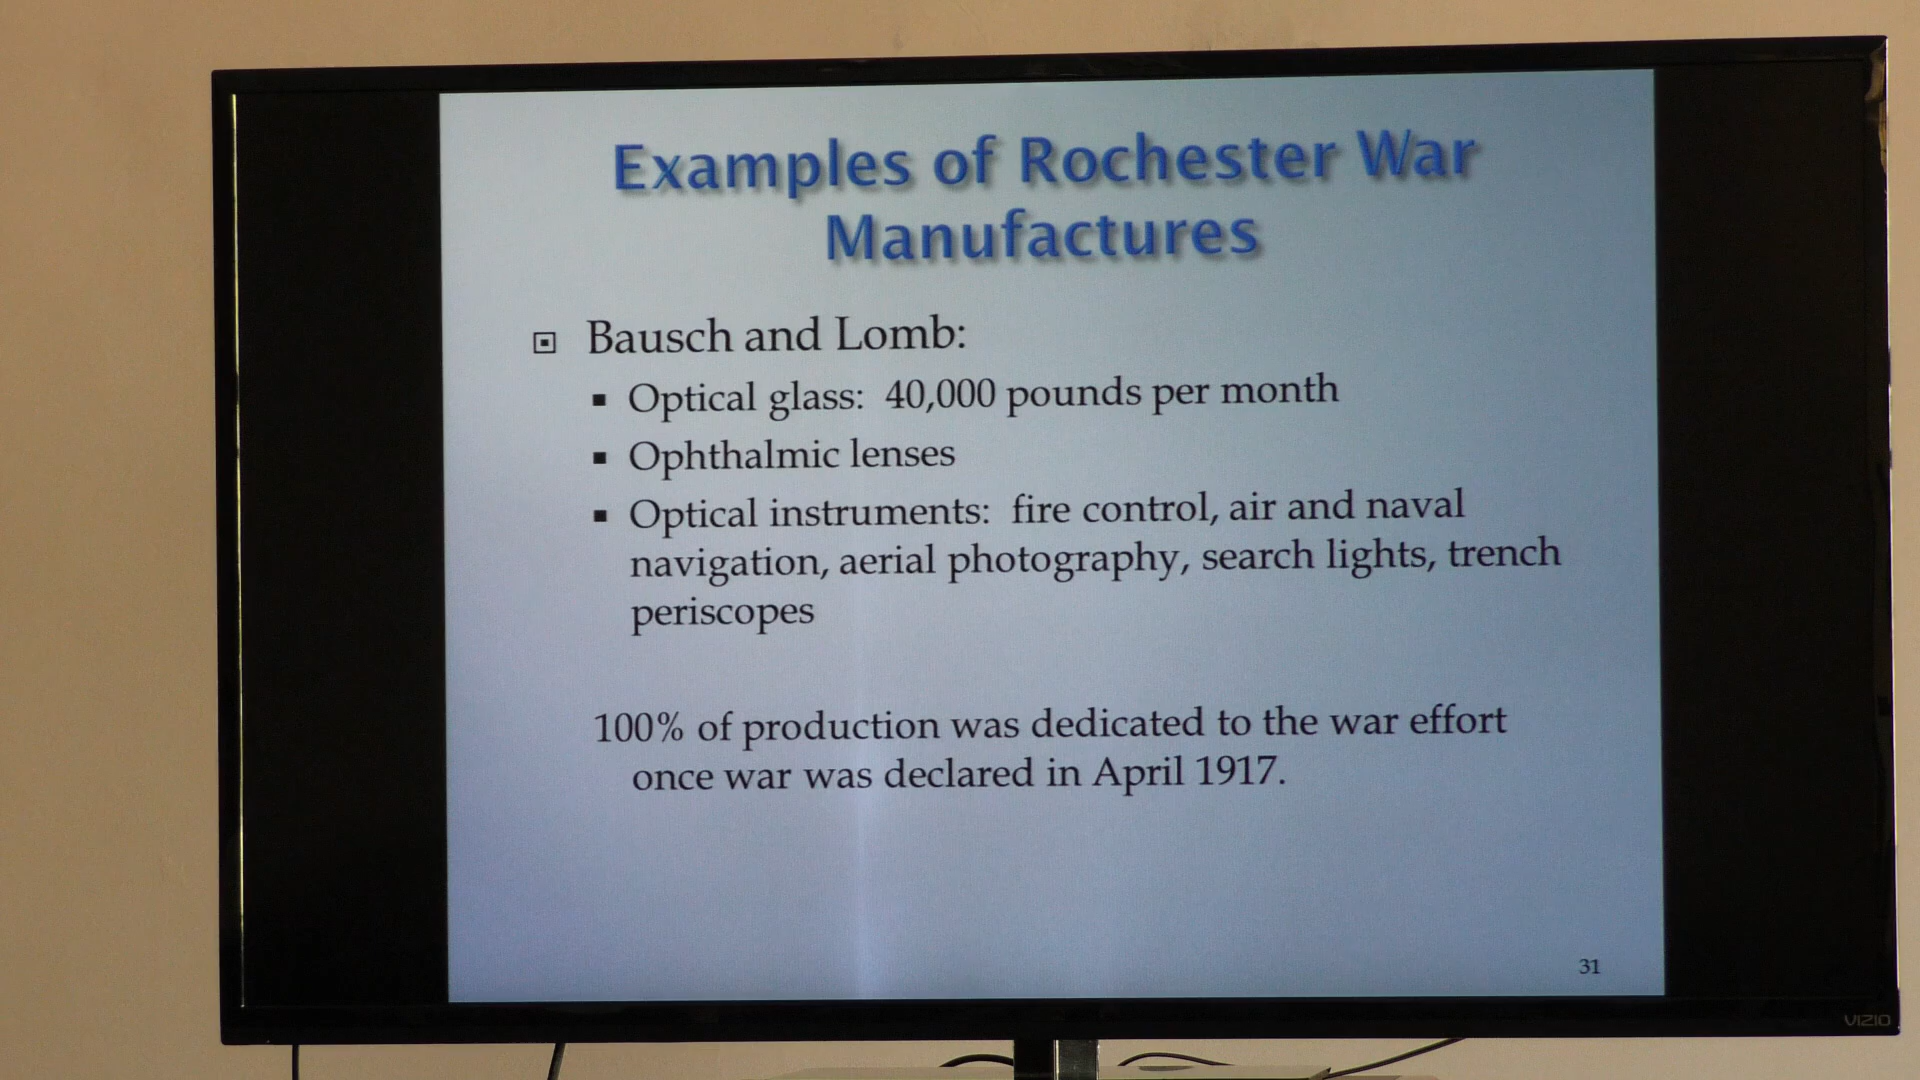 Examples of Rochester War
Manufactures
Bausch and Lomb:
Optical glass: 40,000 pounds per month
Ophthalmic lenses
Optical instruments: fire control, air and naval
navigation, aerial photography, search lights, trench
periscopes
100% of production was dedicated to the war effort
once war was declared in April 1917.
31
VIZIO